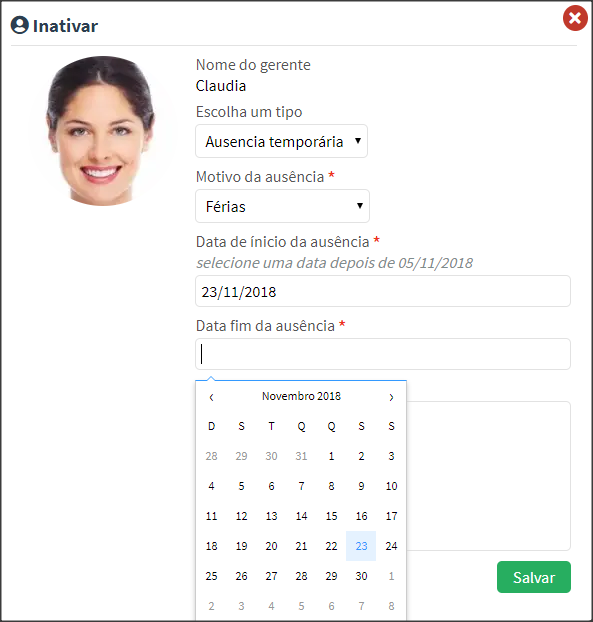 Inativar
Nome do gerente
Claudia
Escolha um tipo
Ausencia temporária
Motivo da ausência *
Férias
Data de ínicio da ausência *
selecione uma data depois de 05/11/2018
23/11/2018
Data fim da ausência *
‹ Novembro 2018 ›
D S T Q Q S S
28 29 30 31 1 2 3
4 5 6 7 8 9 10
11 12 13 14 15 16 17
18 19 20 21 22 23 24
25 26 27 28 29 30 1
2 3 4 5 6 7 8
Salvar